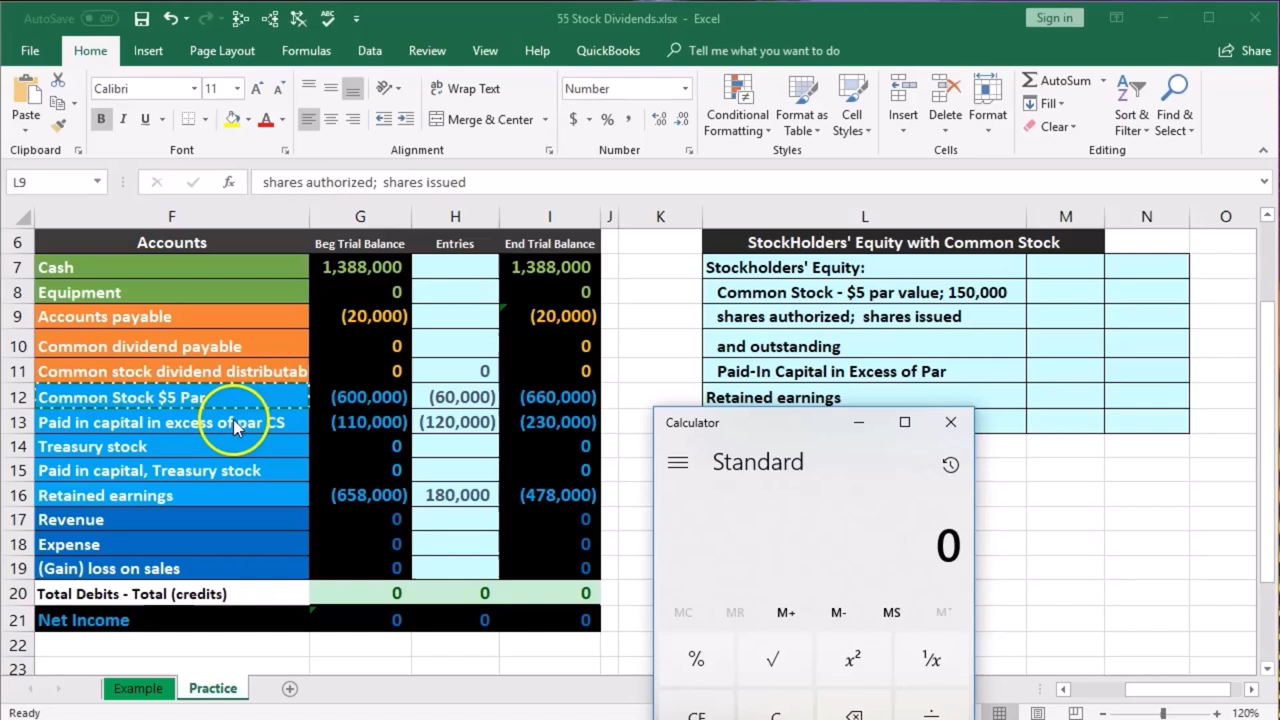 AutoSave Off 55 Stock Dividends.xlsx - Excel Sign in
File Home Insert Page Layout Formulas Data Review View Help QuickBooks Tell me what you want to do Share
Paste Calibri 11 Wrap Text Number Conditional Formatting Format as Table Cell Styles Insert Delete Format AutoSum Sort & Filter Find & Select
B I U Merge & Center $ % Fill
Clear
Clipboard Font Alignment Number Styles Cells Editing
L9 fx shares authorized; shares issued
F G H I J K L M N O
6 Accounts Beg Trial Balance Entries End Trial Balance StockHolders' Equity with Common Stock
7 Cash 1,388,000 1,388,000 Stockholders' Equity:
8 Equipment 0 0 Common Stock - $5 par value; 150,000
9 Accounts payable (20,000) (20,000) shares authorized; shares issued
10 Common dividend payable 0 0 and outstanding
11 Common stock dividend distributab 0 0 0 Paid-In Capital in Excess of Par
12 Common Stock $5 Par (600,000) (60,000) (660,000) Retained earnings
13 Paid in capital in excess of par CS (110,000) (120,000) (230,000)
14 Treasury stock 0 0
15 Paid in capital, Treasury stock 0 0
16 Retained earnings (658,000) 180,000 (478,000)
17 Revenue 0 0
18 Expense 0 0
19 (Gain) loss on sales 0 0
20 Total Debits - Total (credits) 0 0 0
21 Net Income 0 0 0
22
23
Calculator
Standard
0
MC MR M+ M- MS
% √ x² ¹/x
CE C ÷
Example Practice
Ready 120%